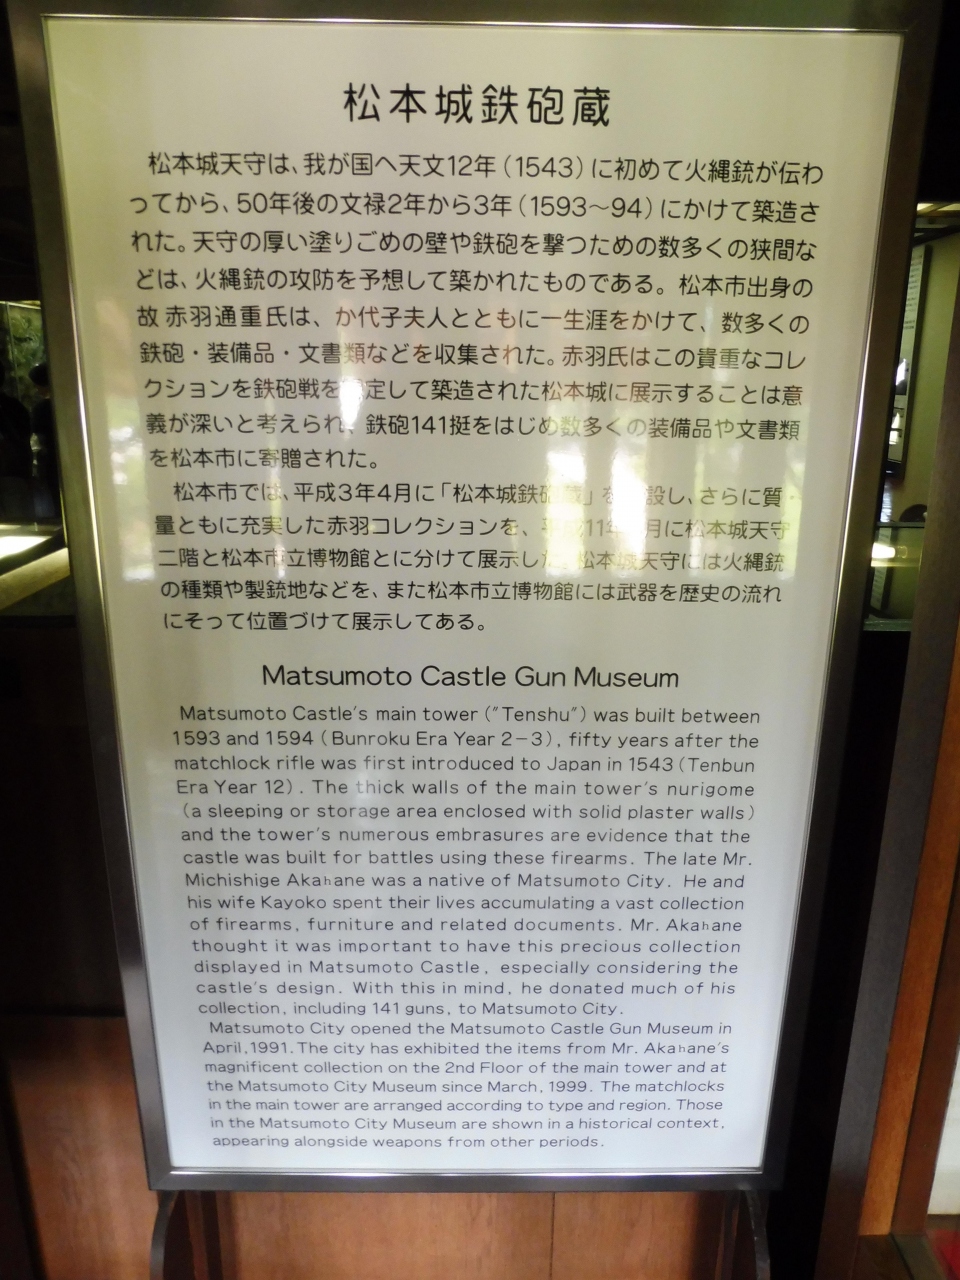 松本城鉄砲蔵
松本城天守は、我が国へ天文12年（1543）に初めて火縄銃が伝わ
ってから、50年後の文禄2年から3年（1593〜94）にかけて築造さ
れた。天守の厚い塗りごめの壁や鉄砲を撃つための数多くの狭間な
どは、火縄銃の攻防を予想して築かれたものである。松本市出身の
故 赤羽通重氏は、か代子夫人とともに一生涯をかけて、数多くの
鉄砲・装備品・文書類などを収集された。赤羽氏はこの貴重なコレ
クションを鉄砲戦を定して築造された松本城に展示することは意
義が深いと考えられ、鉄砲141挺をはじめ数多くの装備品や文書類
を松本市に寄贈された。
松本市では、平成3年4月に「松本城鉄砲蔵」を設し、さらに質・
量ともに充実した赤羽コレクションを、平成11年月に松本城天守
二階と松本市立博物館とに分けて展示した。松本城天守には火縄銃
の種類や製銃地などを、また松本市立博物館には武器を歴史の流れ
にそって位置づけて展示してある。
Matsumoto Castle Gun Museum
Matsumoto Castle's main tower ("Tenshu") was built between
1593 and 1594 (Bunroku Era Year 2-3), fifty years after the
matchlock rifle was first introduced to Japan in 1543 (Tenbun
Era Year 12). The thick walls of the main tower's nurigome
(a sleeping or storage area enclosed with solid plaster walls)
and the tower's numerous embrasures are evidence that the
castle was built for battles using these firearms. The late Mr.
Michishige Akahane was a native of Matsumoto City. He and
his wife Kayoko spent their lives accumulating a vast collection
of firearms, furniture and related documents. Mr. Akahane
thought it was important to have this precious collection
displayed in Matsumoto Castle, especially considering the
castle's design. With this in mind, he donated much of his
collection, including 141 guns, to Matsumoto City.
Matsumoto City opened the Matsumoto Castle Gun Museum in
April,1991. The city has exhibited the items from Mr. Akahane's
magnificent collection on the 2nd Floor of the main tower and at
the Matsumoto City Museum since March, 1999. The matchlocks
in the main tower are arranged according to type and region. Those
in the Matsumoto City Museum are shown in a historical context,
appearing alongside weapons from other periods.